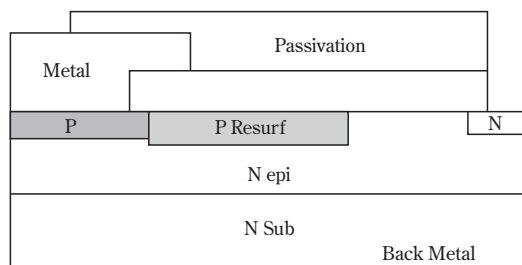 Passivation
Metal
P
P Resurf
N
N epi
N Sub
Back Metal